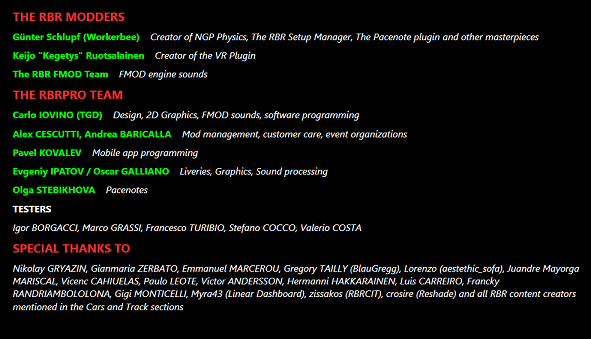 THE RBR MODDERS
Günter Schlupf (Workerbee) Creator of NGP Physics, The RBR Setup Manager, The Pacenote plugin and other masterpieces
Keijo "Kegetys" Ruotsalainen Creator of the VR Plugin
The RBR FMOD Team FMOD engine sounds
THE RBRPRO TEAM
Carlo IOVINO (TGD) Design, 2D Graphics, FMOD sounds, software programming
Alex CESCUTTI, Andrea BARICALLA Mod management, customer care, event organizations
Pavel KOVALEV Mobile app programming
Evgeniy IPATOV / Oscar GALLIANO Liveries, Graphics, Sound processing
Olga STEBIKHOVA Pacenotes
TESTERS
Igor BORGACCI, Marco GRASSI, Francesco TURIBIO, Stefano COCCO, Valerio COSTA
SPECIAL THANKS TO
Nikolay GRYAZIN, Gianmaria ZERBATO, Emmanuel MARCEROU, Gregory TAILLY (BlauGregg), Lorenzo (aestethic_sofa), Juandre Mayorga
MARISCAL, Vicenc CAHIUELAS, Paulo LEOTE, Victor ANDERSSON, Hermanni HAKKARAINEN, Luis CARREIRO, Francky
RANDRIAMBOLOLONA, Gigi MONTICELLI, Myra43 (Linear Dashboard), zissakos (RBRCIT), crosire (Reshade) and all RBR content creators
mentioned in the Cars and Track sections